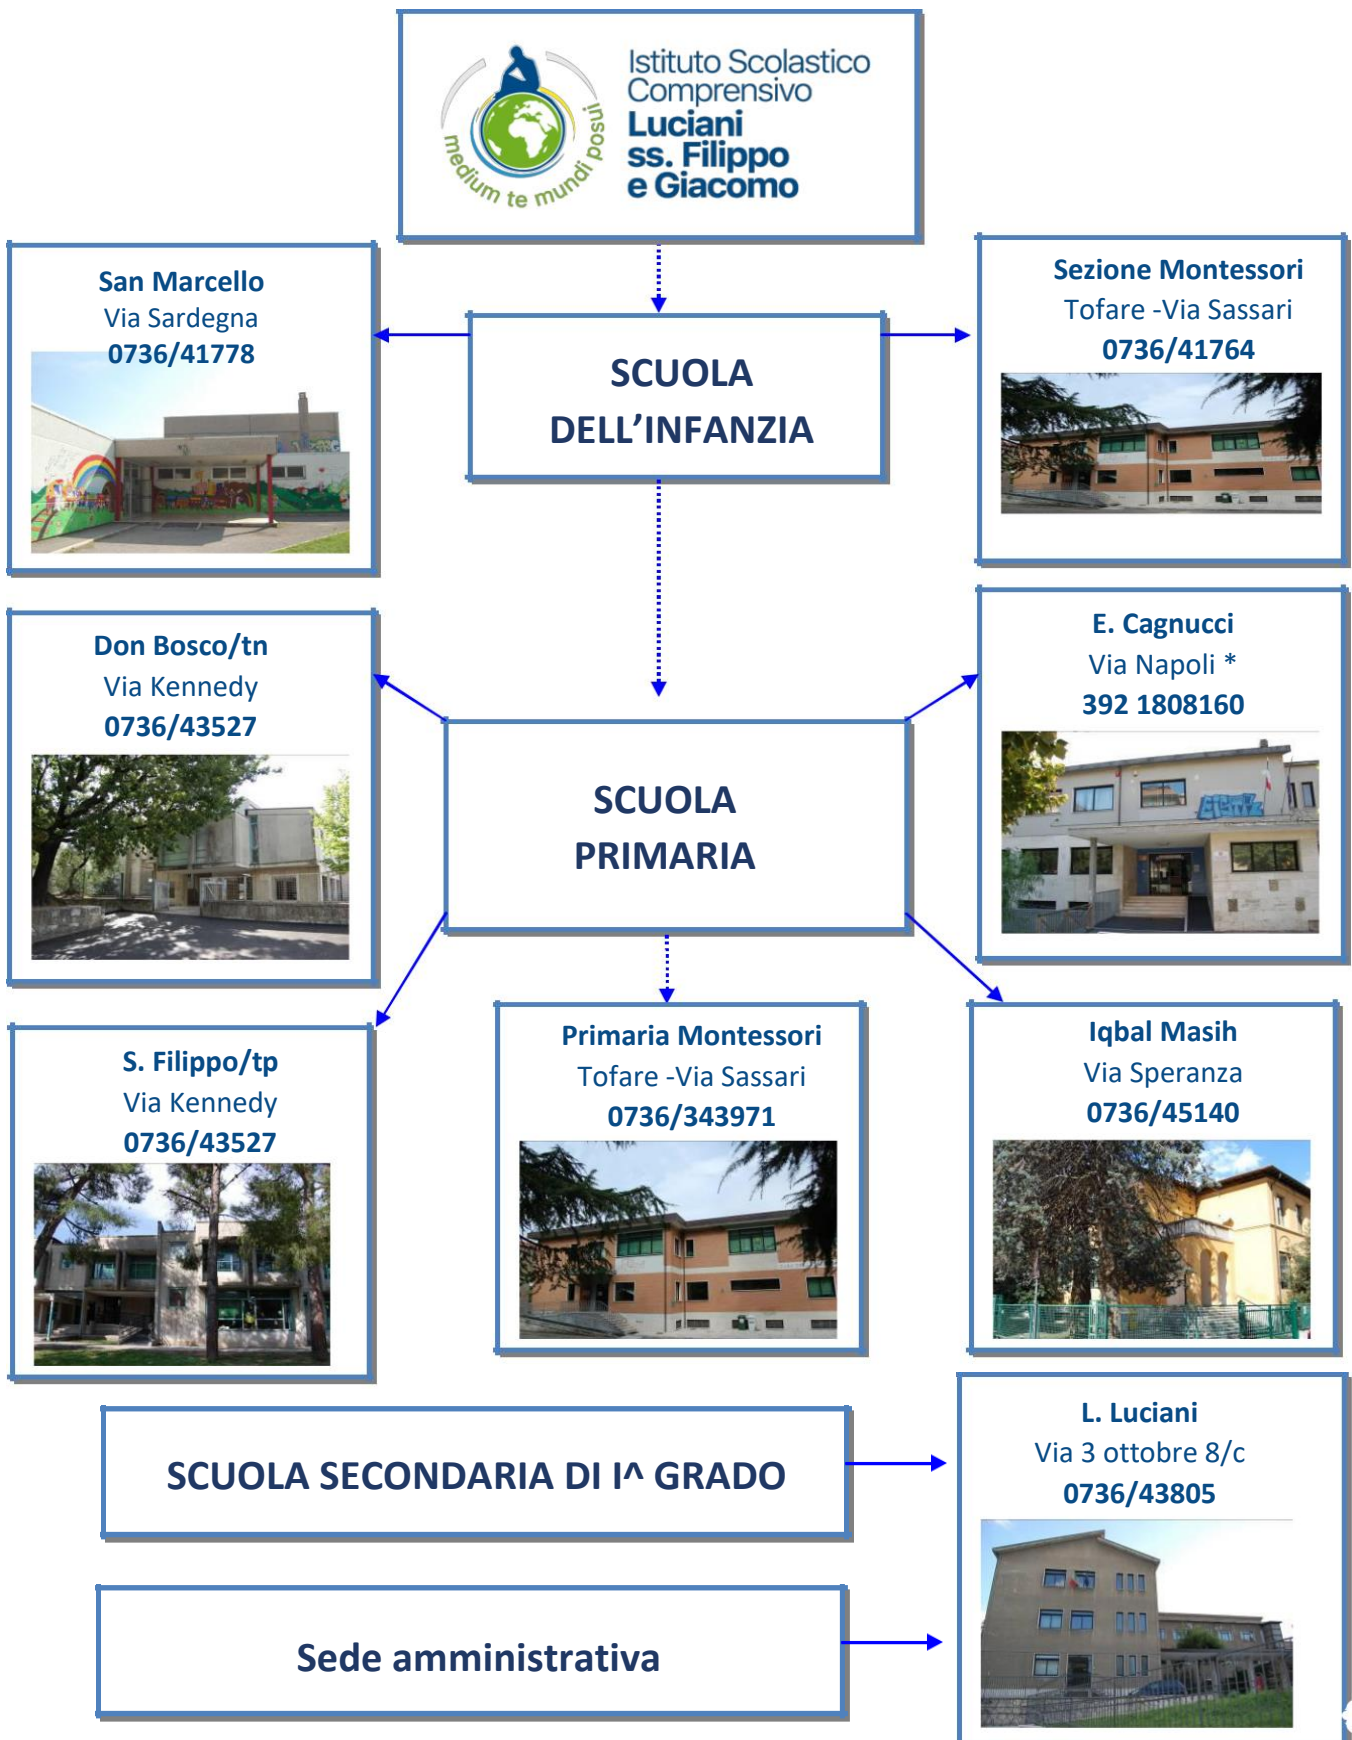 Istituto Scolastico
Comprensivo
Luciani
ss. Filippo
e Giacomo
medium te mundi posui
San Marcello
Via Sardegna
0736/41778
SCUOLA
DELL’INFANZIA
Sezione Montessori
Tofare -Via Sassari
0736/41764
Don Bosco/tn
Via Kennedy
0736/43527
SCUOLA
PRIMARIA
E. Cagnucci
Via Napoli *
392 1808160
S. Filippo/tp
Via Kennedy
0736/43527
Primaria Montessori
Tofare -Via Sassari
0736/343971
Iqbal Masih
Via Speranza
0736/45140
SCUOLA SECONDARIA DI I^ GRADO
L. Luciani
Via 3 ottobre 8/c
0736/43805
Sede amministrativa